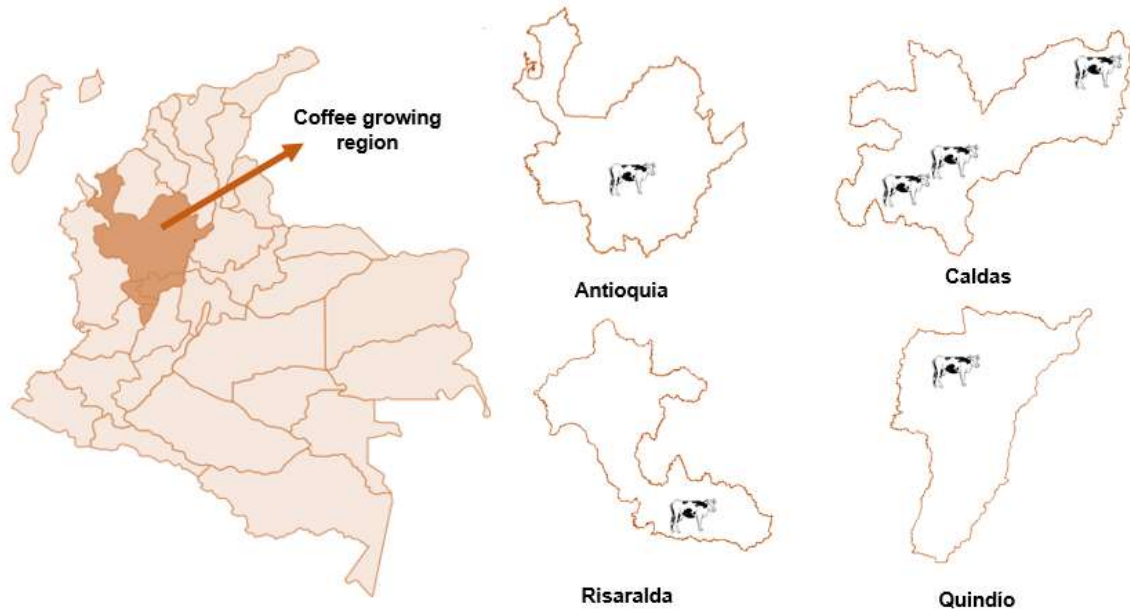 Coffee growing
region
Antioquia
Caldas
Risaralda
Quindío